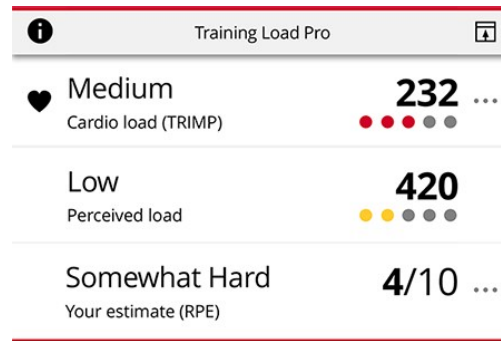 Training Load Pro
Medium 232
Cardio load (TRIMP)
Low 420
Perceived load
Somewhat Hard 4/10
Your estimate (RPE)